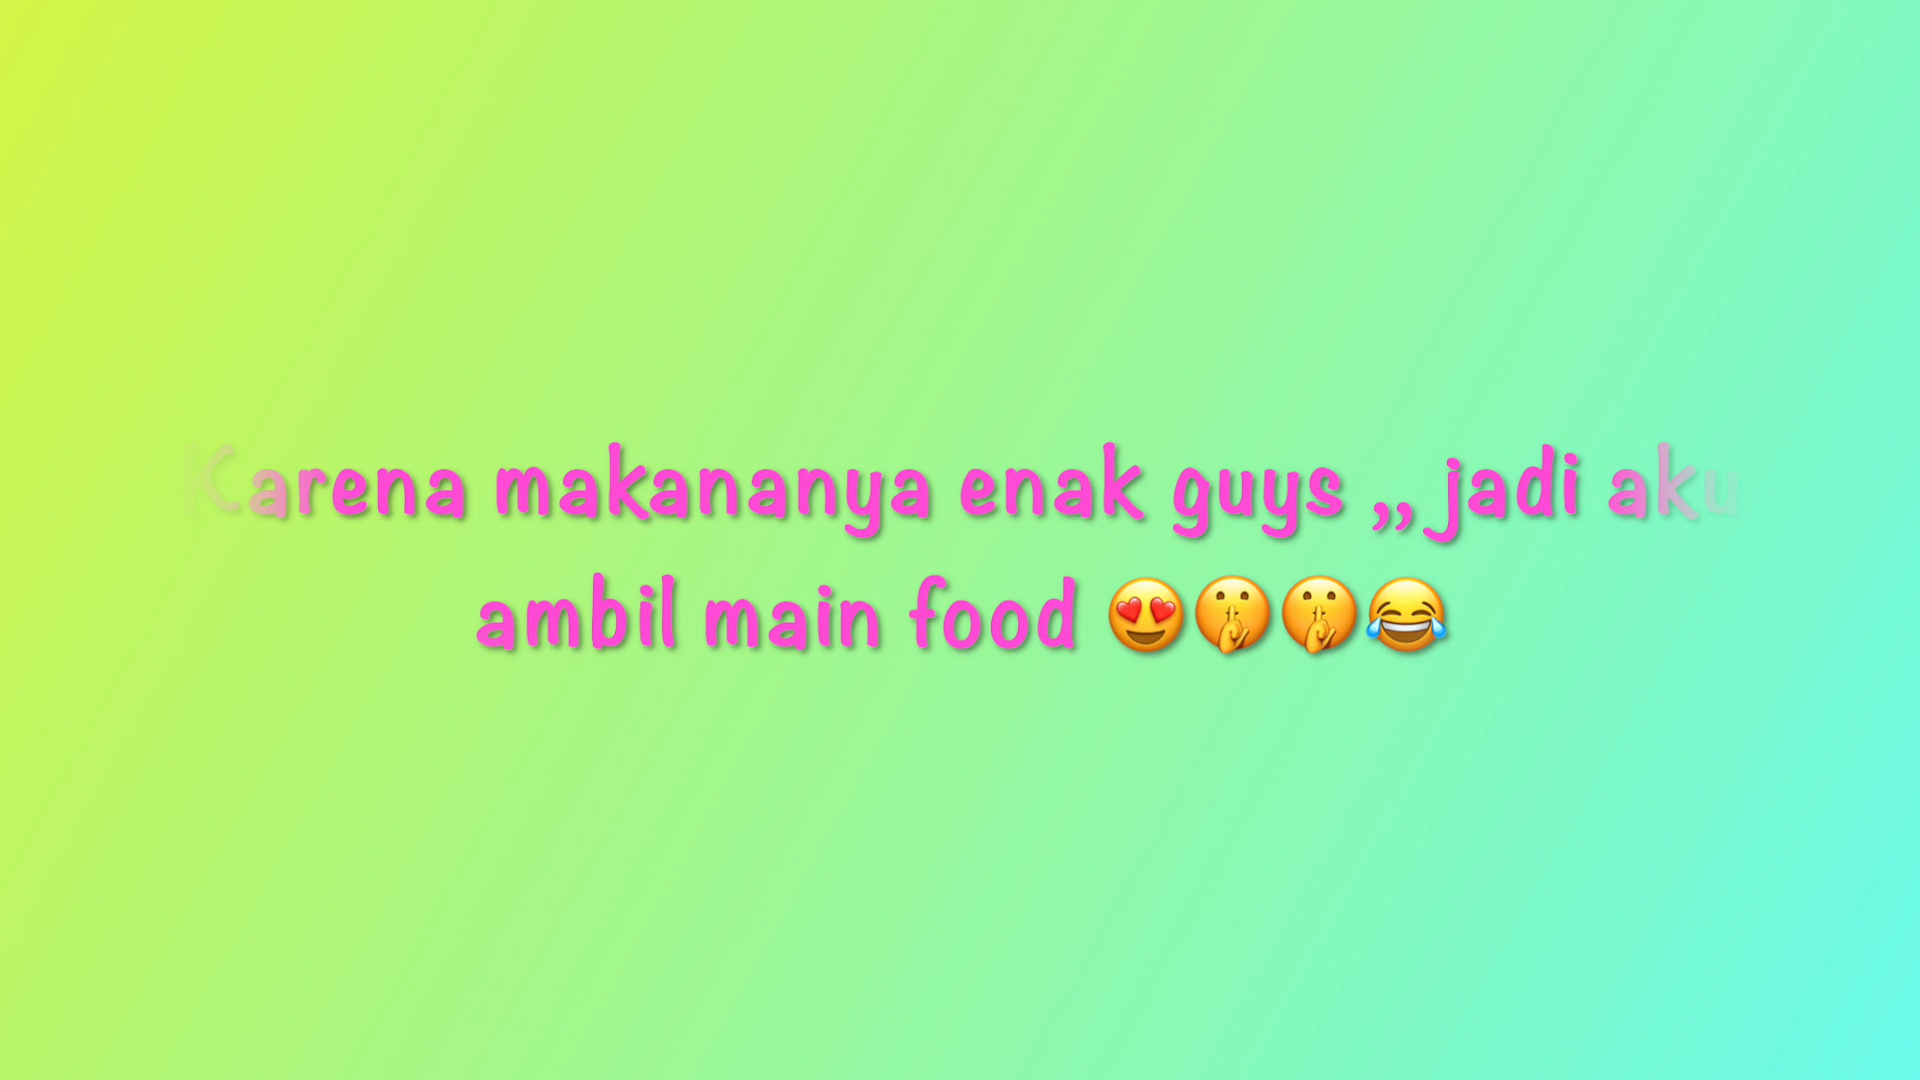 Karena makananya enak guys ,, jadi aku
ambil main food 😍🤫🤫😂